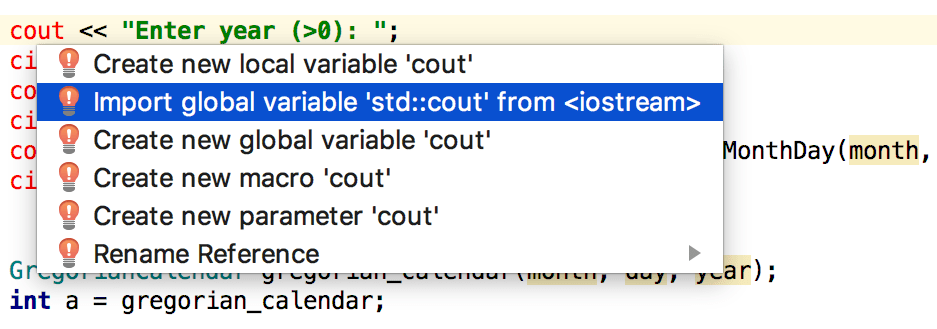 cout << "Enter year (>0): ";
ci
Create new local variable 'cout'
co
Import global variable 'std::cout' from <iostream>
ci
Create new global variable 'cout'
co
MonthDay(month,
Create new macro 'cout'
ci
Create new parameter 'cout'
Rename Reference
GregorianCalendar gregorian_calendar(month, day, year);
int a = gregorian_calendar;